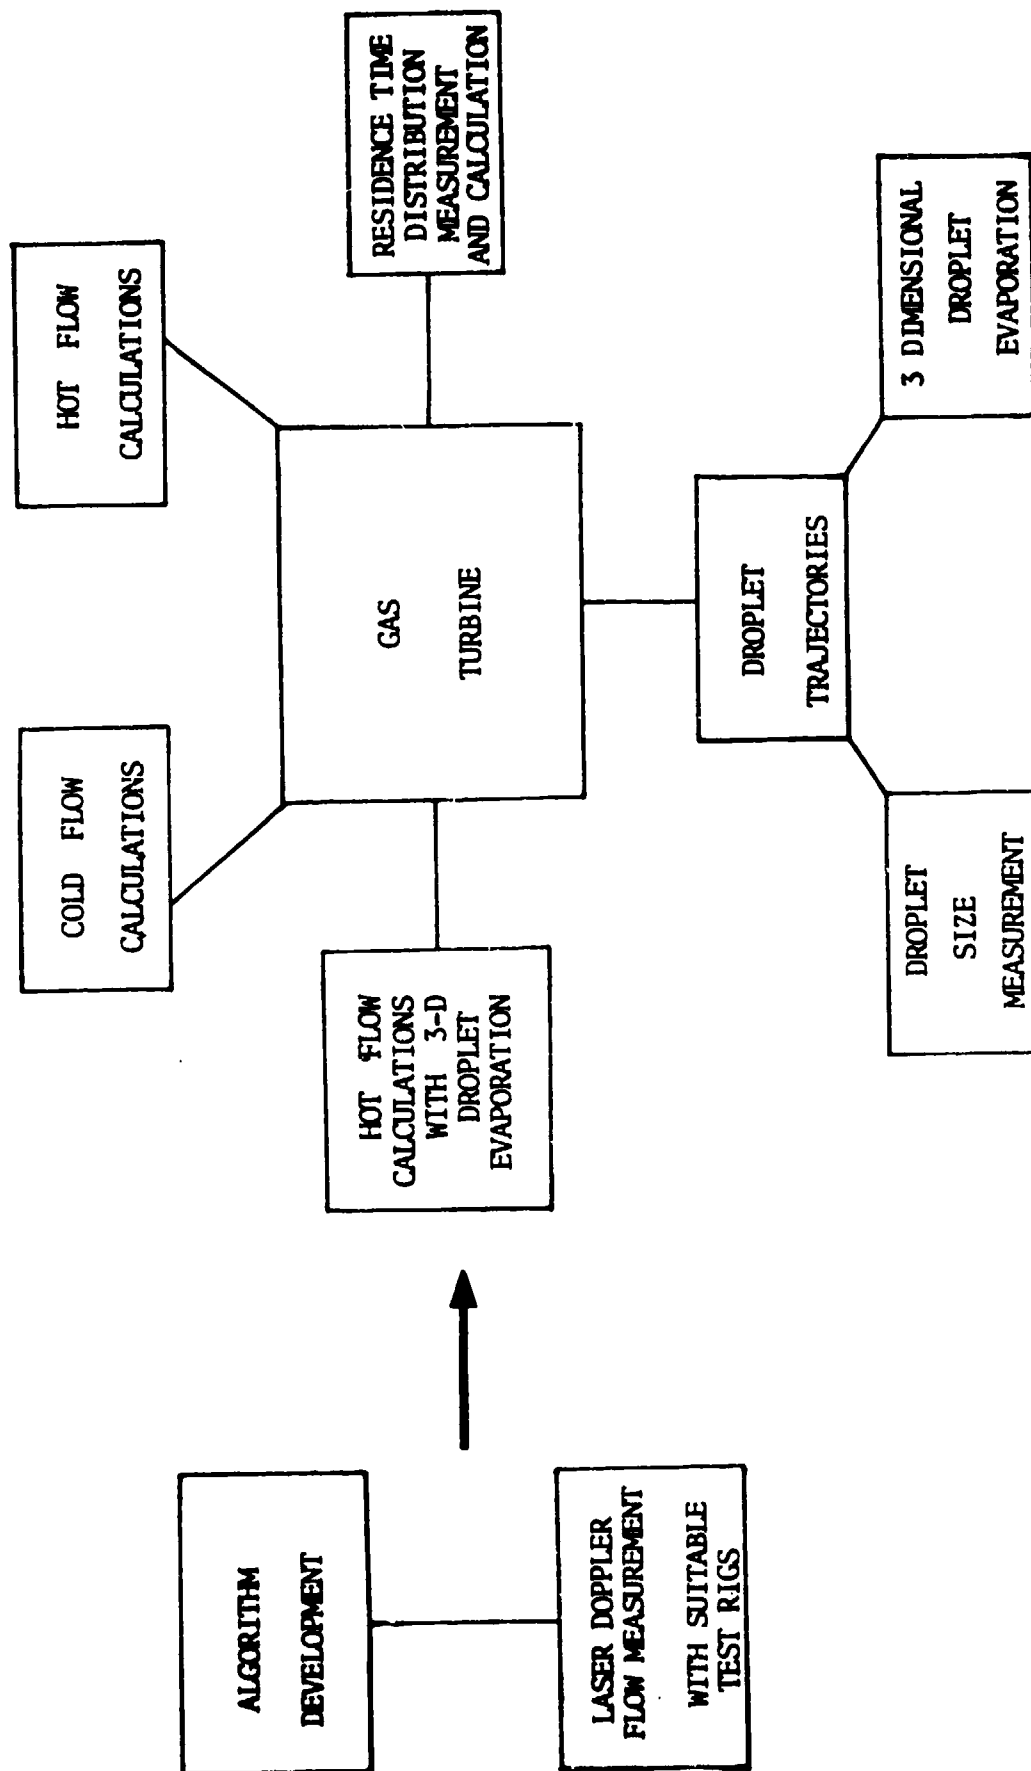 ALGORITHM
DEVELOPMENT
LASER DOPPLER
FLOW MEASUREMENT
WITH SUITABLE
TEST RIGS
COLD FLOW
CALCULATIONS
HOT FLOW
CALCULATIONS
HOT FLOW
CALCULATIONS
WITH 3-D
DROPLET
EVAPORATION
GAS
TURBINE
RESIDENCE TIME
DISTRIBUTION
MEASUREMENT
AND CALCULATION
DROPLET
TRAJECTORIES
DROPLET
SIZE
MEASUREMENT
3 DIMENSIONAL
DROPLET
EVAPORATION